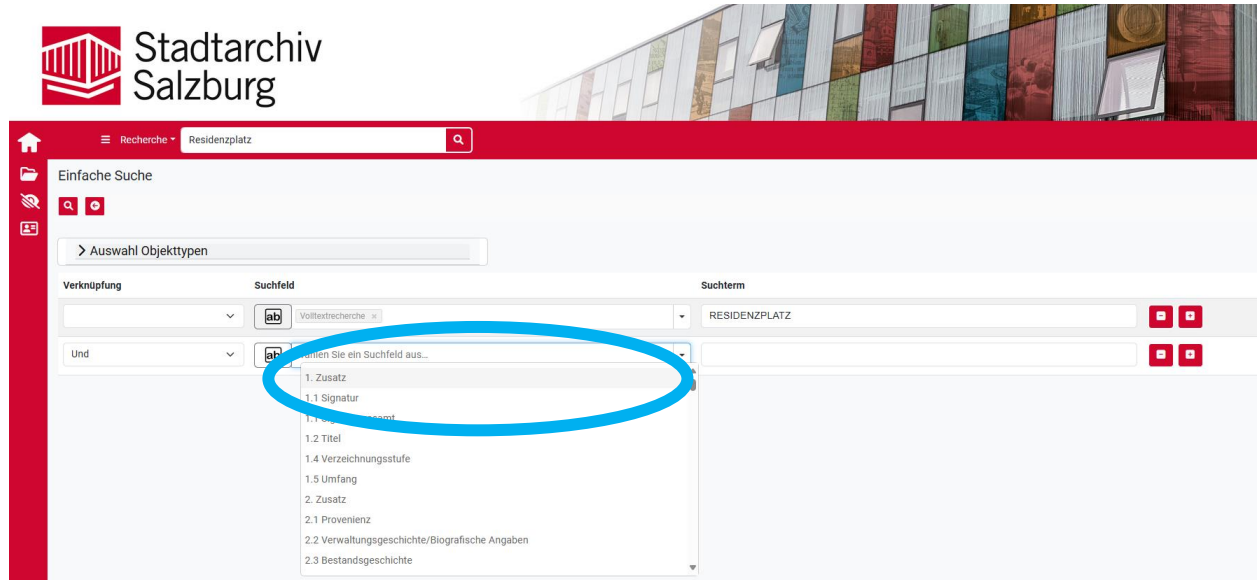 Stadtarchiv
Salzburg
Recherche Residenzplatz
Einfache Suche
Auswahl Objekttypen
Verknüpfung Suchfeld Suchterm
ab Volltextrecherche × RESIDENZPLATZ
Und ab Sie ein Suchfeld aus...
1. Zusatz
1.1 Signatur
1.2 Titel
1.4 Verzeichnungsstufe
1.5 Umfang
2. Zusatz
2.1 Provenienz
2.2 Verwaltungsgeschichte/Biografische Angaben
2.3 Bestandsgeschichte